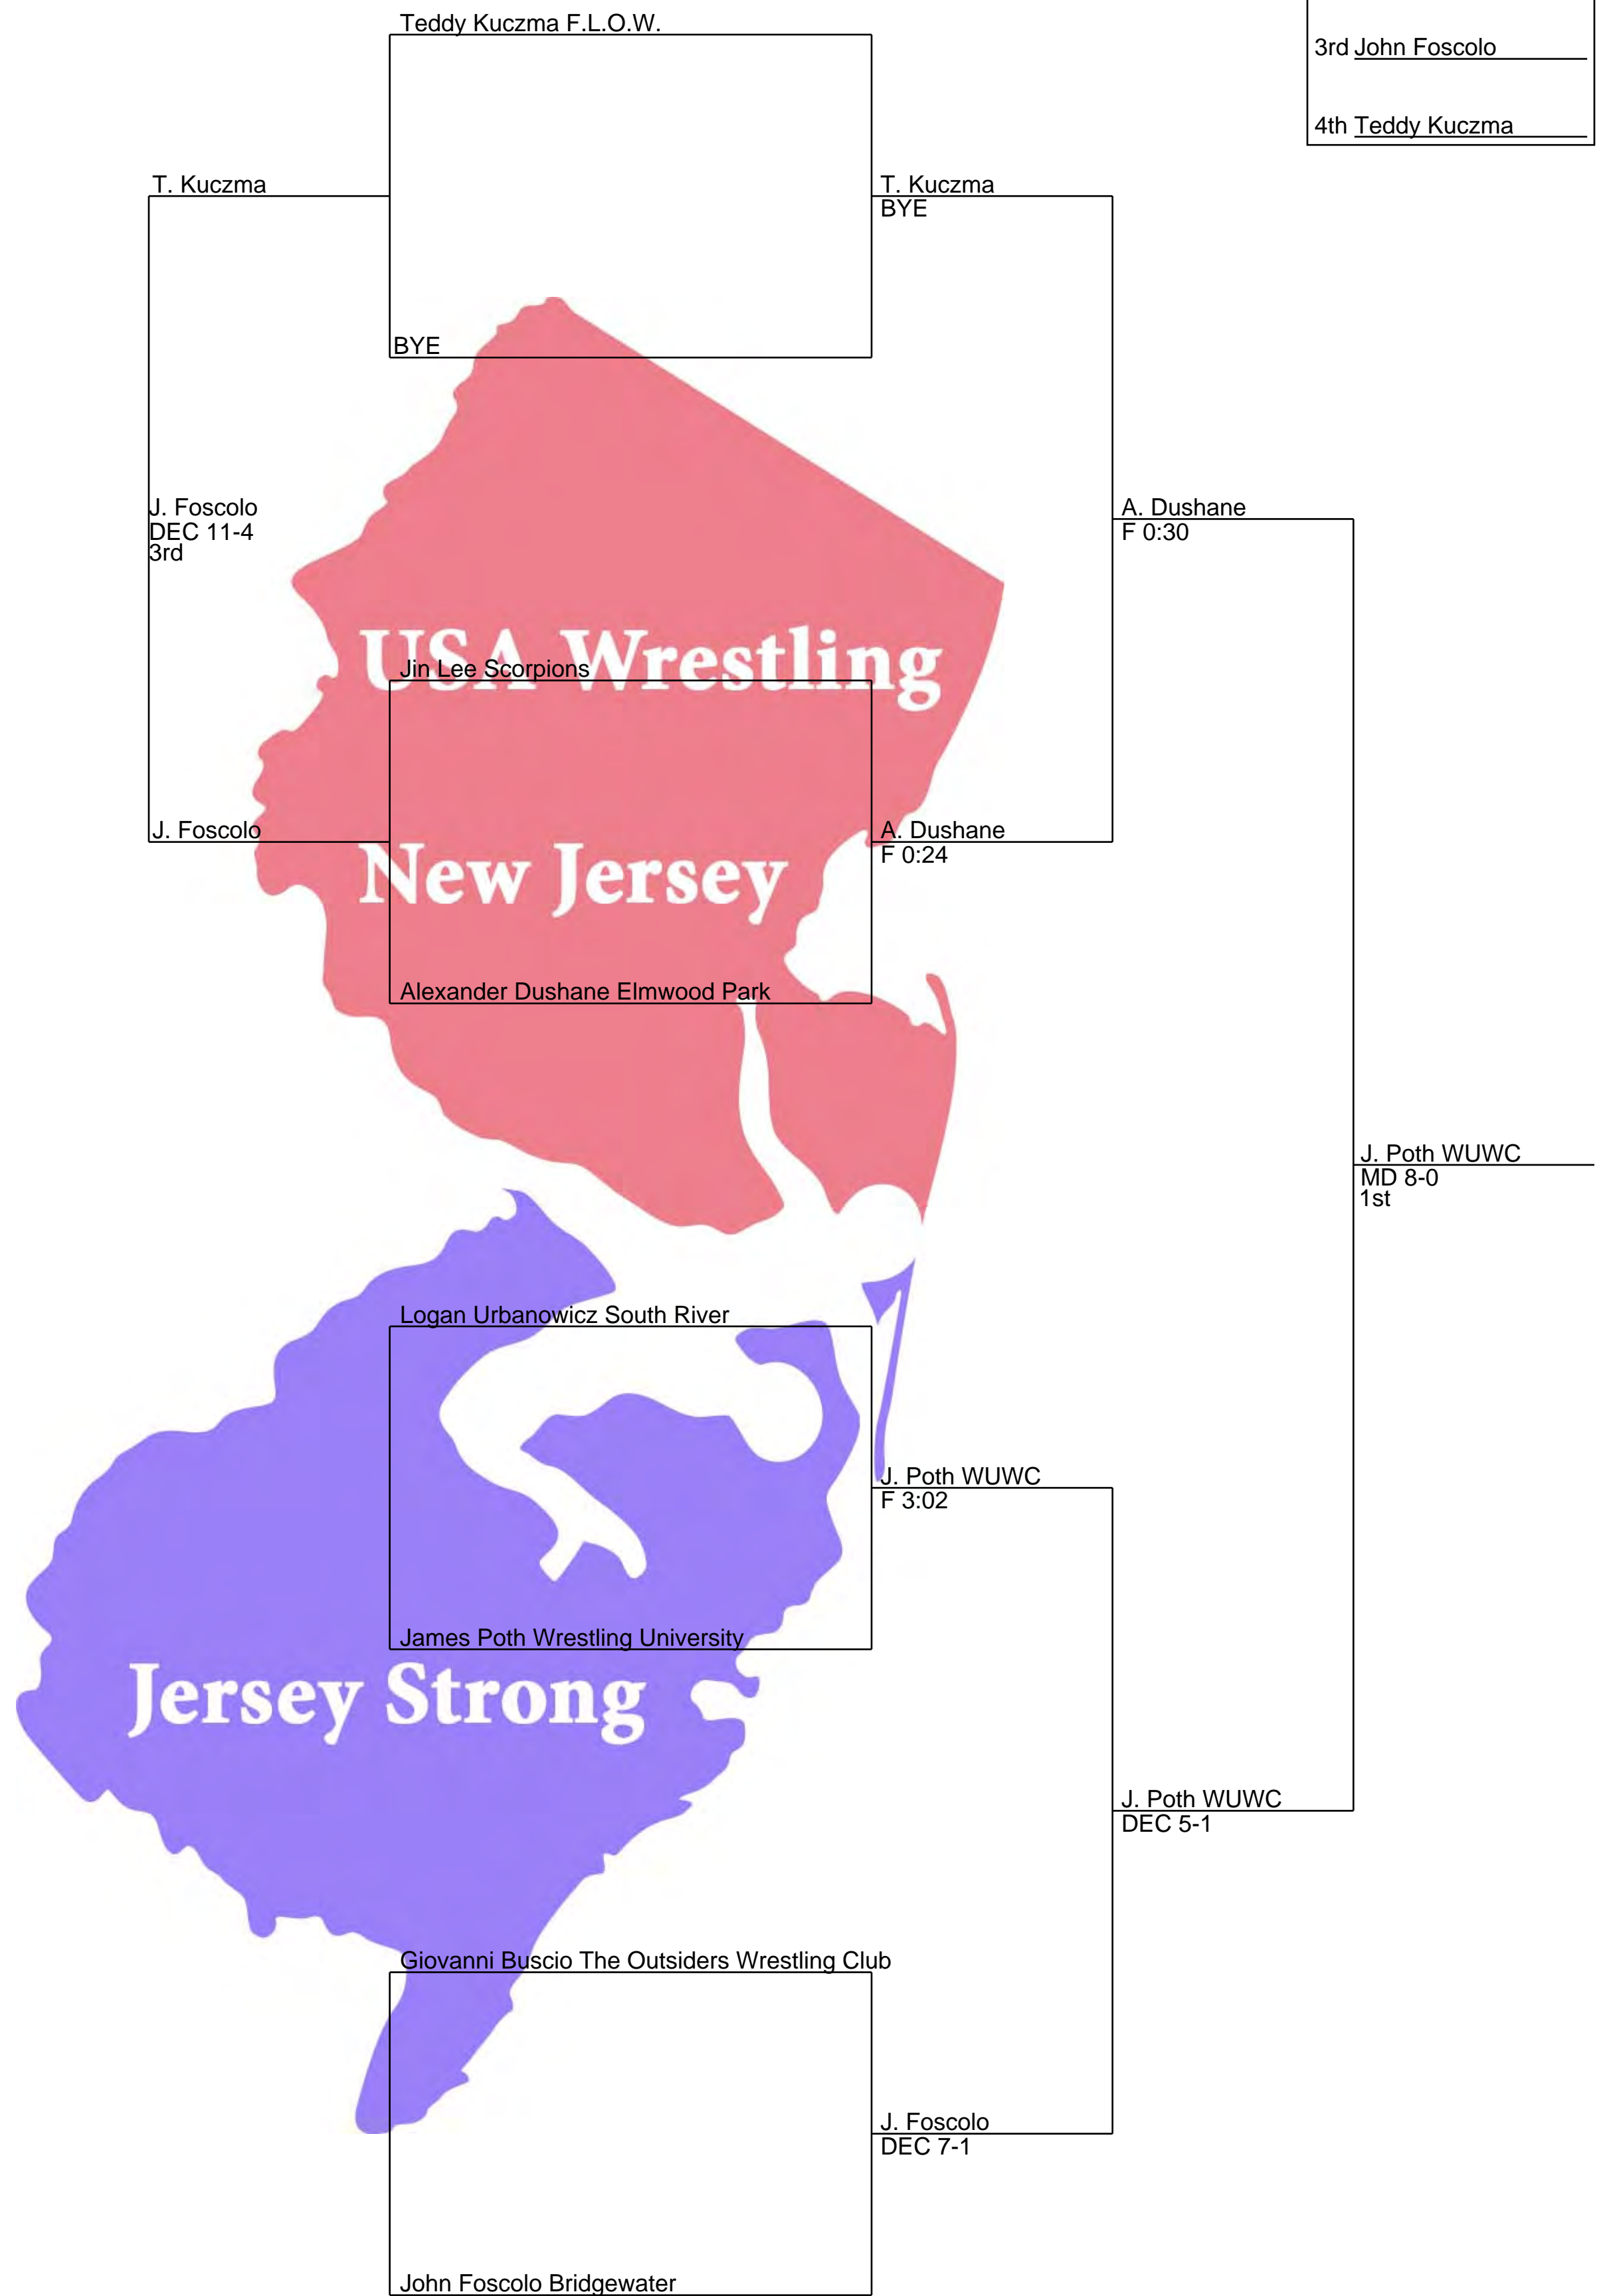 Teddy Kuczma F.L.O.W.
3rd John Foscolo
4th Teddy Kuczma
T. Kuczma
T. Kuczma
BYE
BYE
J. Foscolo
DEC 11-4
3rd
A. Dushane
F 0:30
USA Wrestling
Jin Lee Scorpions
J. Foscolo
A. Dushane
F 0:24
New Jersey
Alexander Dushane Elmwood Park
J. Poth WUWC
MD 8-0
1st
Logan Urbanowicz South River
J. Poth WUWC
F 3:02
James Poth Wrestling University
Jersey Strong
J. Poth WUWC
DEC 5-1
Giovanni Buscio The Outsiders Wrestling Club
J. Foscolo
DEC 7-1
John Foscolo Bridgewater